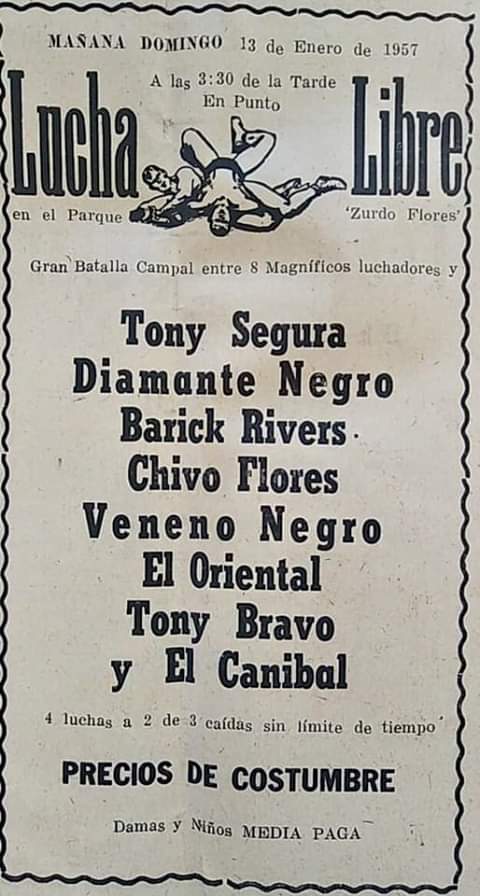 MAÑANA DOMINGO 13 de Enero de 1957
A las 3:30 de la Tarde
En Punto
Lucha Libre
en el Parque 'Zurdo Flores'
Gran Batalla Campal entre 8 Magníficos luchadores y
Tony Segura
Diamante Negro
Barick Rivers
Chivo Flores
Veneno Negro
El Oriental
Tony Bravo
y El Canibal
4 luchas a 2 de 3 caídas sin límite de tiempo
PRECIOS DE COSTUMBRE
Damas y Niños MEDIA PAGA